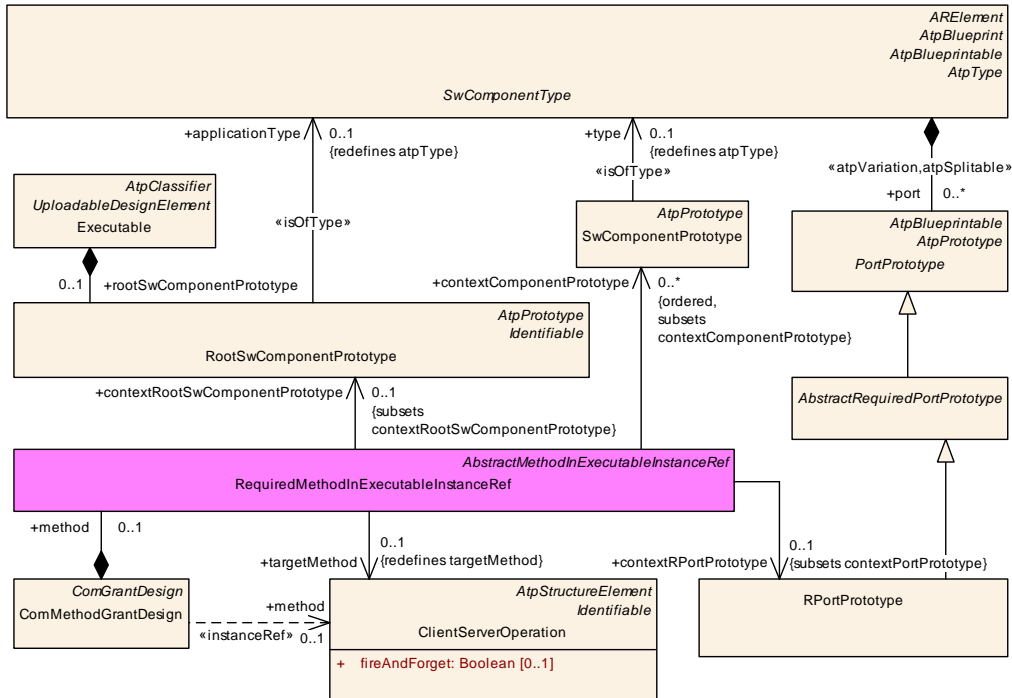 ARElement
AtpBlueprint
AtpBlueprintable
AtpType
SwComponentType
+applicationType
0..1
{redefines atpType}
+type
0..1
{redefines atpType}
«isOfType»
«atpVariation,atpSplitable»
+port
0..*
AtpClassifier
UploadableDesignElement
Executable
«isOfType»
AtpPrototype
SwComponentPrototype
AtpBlueprintable
AtpPrototype
PortPrototype
0..1
+rootSwComponentPrototype
+contextComponentPrototype
0..*
{ordered,
subsets
contextComponentPrototype}
AtpPrototype
Identifiable
RootSwComponentPrototype
+contextRootSwComponentPrototype
0..1
{subsets
contextRootSwComponentPrototype}
AbstractRequiredPortPrototype
AbstractMethodInExecutableInstanceRef
RequiredMethodInExecutableInstanceRef
+method
0..1
+targetMethod
0..1
{redefines targetMethod}
+contextRPortPrototype
0..1
{subsets contextPortPrototype}
ComGrantDesign
ComMethodGrantDesign
+method
«instanceRef»
0..1
AtpStructureElement
Identifiable
ClientServerOperation
+ fireAndForget: Boolean [0..1]
RPortPrototype